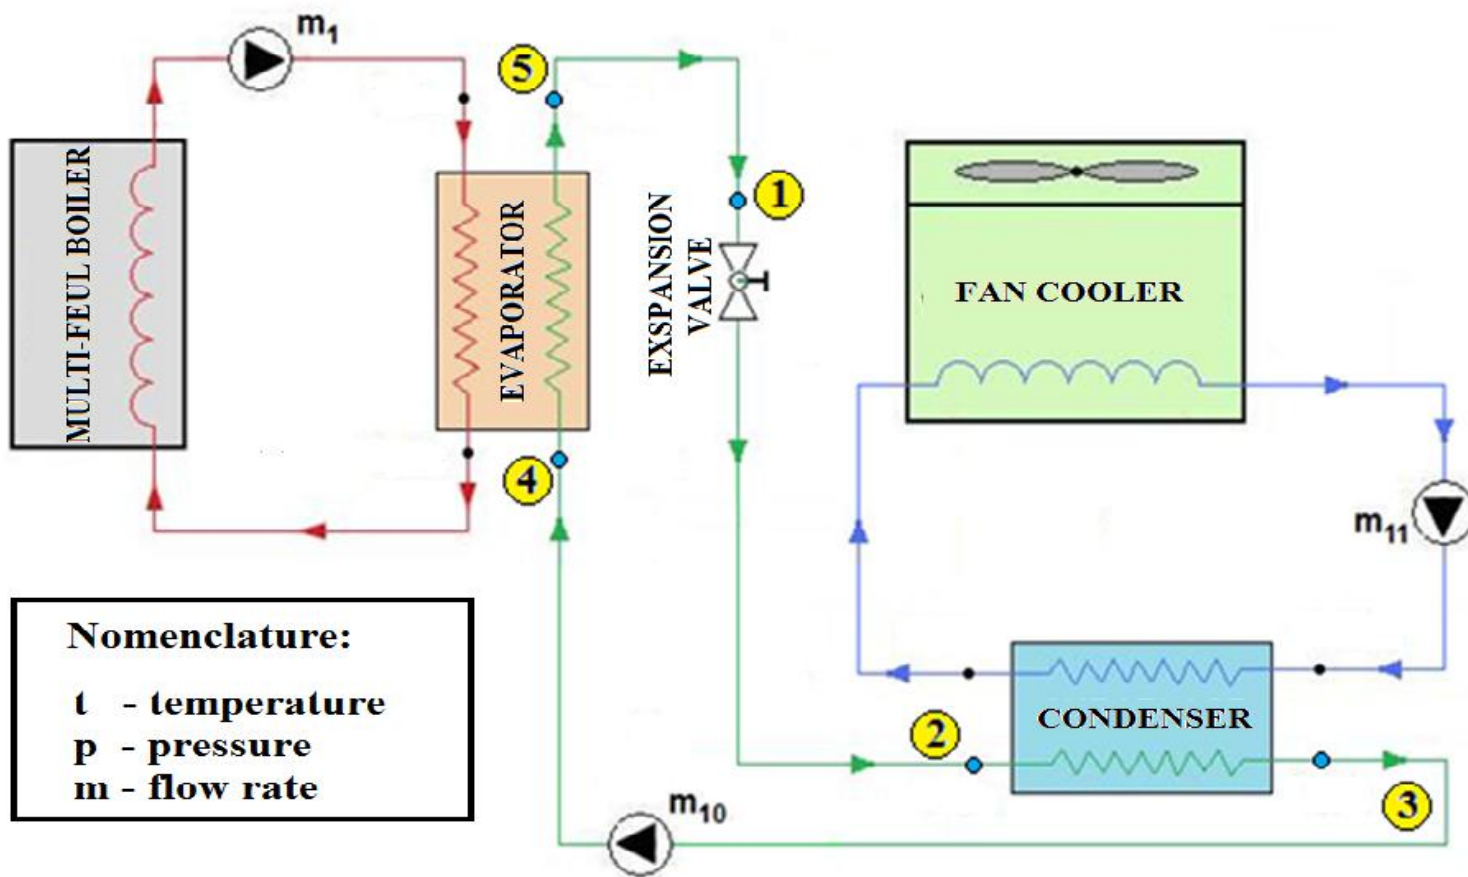 m1
5
1
MULTI-FEUL BOILER
EVAPORATOR
EXSPANSION
VALVE
FAN COOLER
4
m11
Nomenclature:
t - temperature
p - pressure
m - flow rate
2
CONDENSER
3
m10